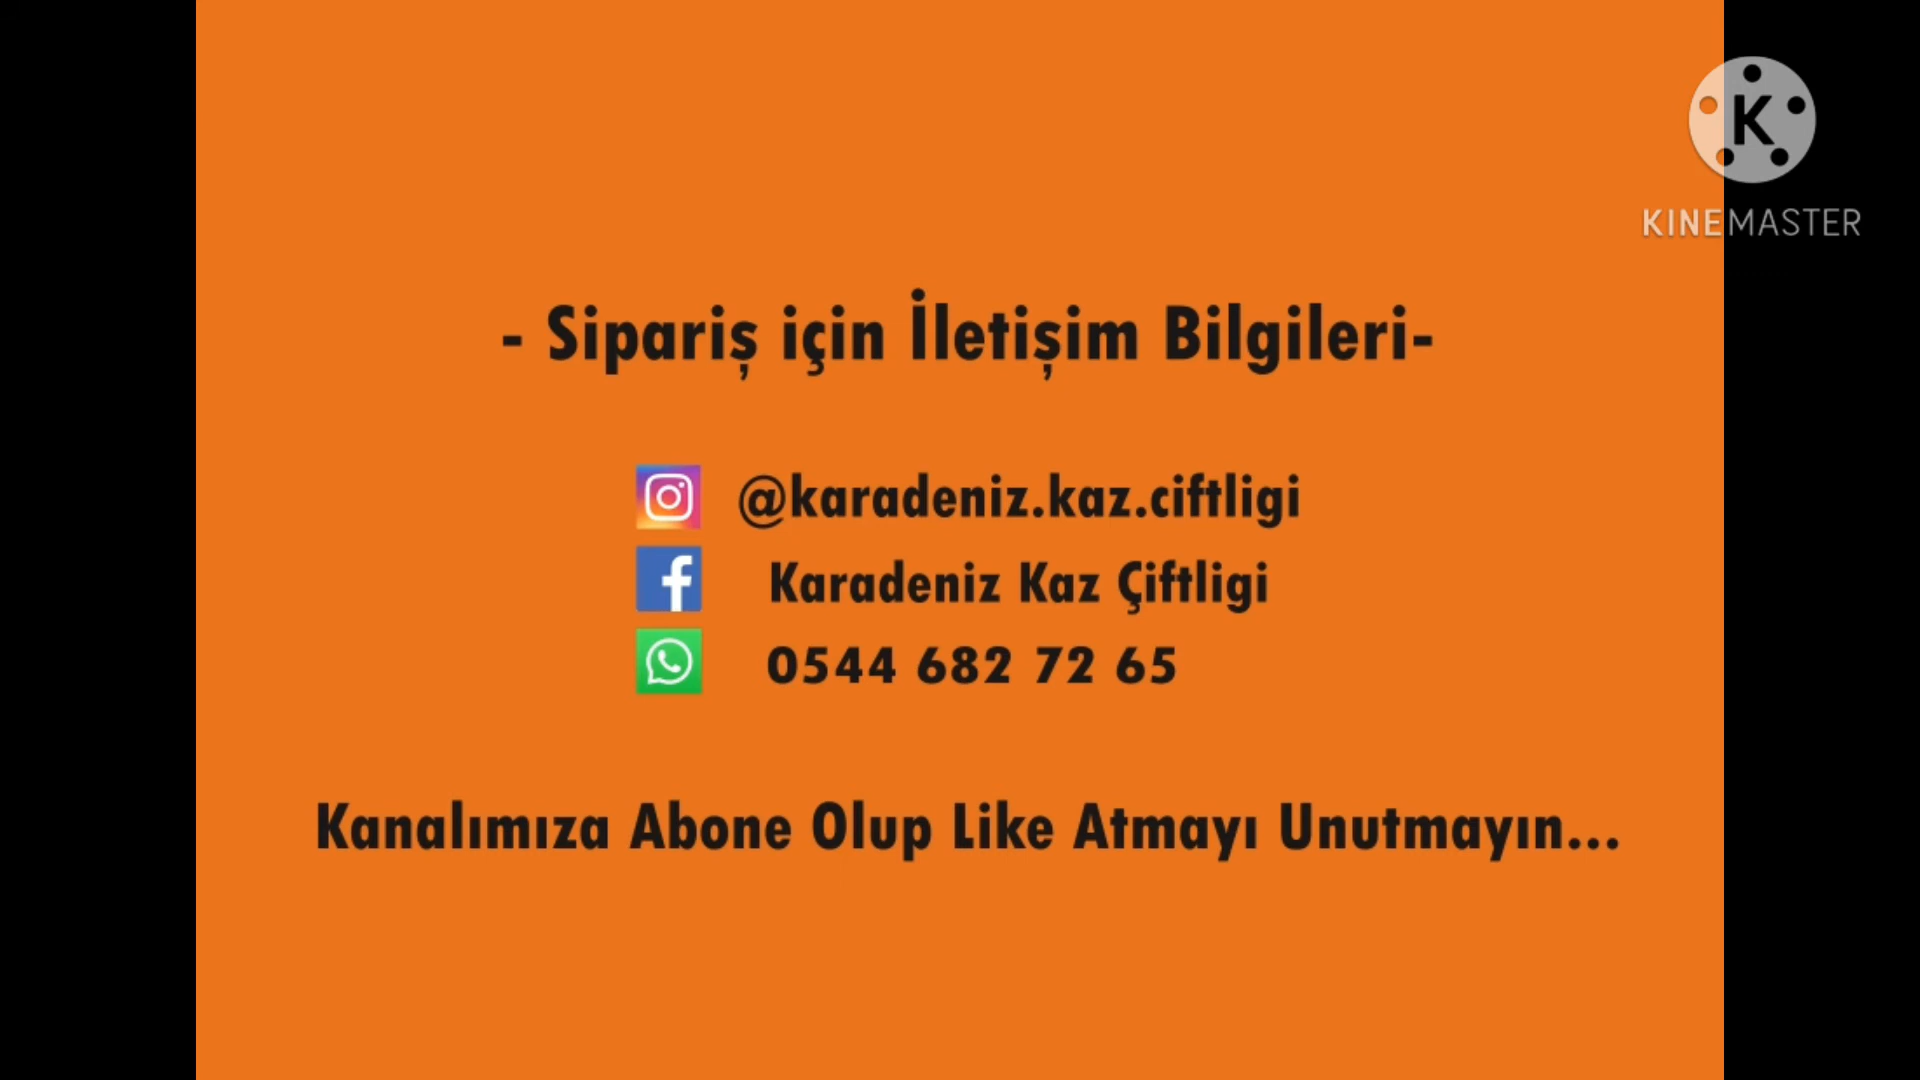 K
KINEMASTER
- Sipariş için İletişim Bilgileri-
@karadeniz.kaz.ciftligi
Karadeniz Kaz Çiftligi
0544 682 72 65
Kanalımıza Abone Olup Like Atmayı Unutmayın...